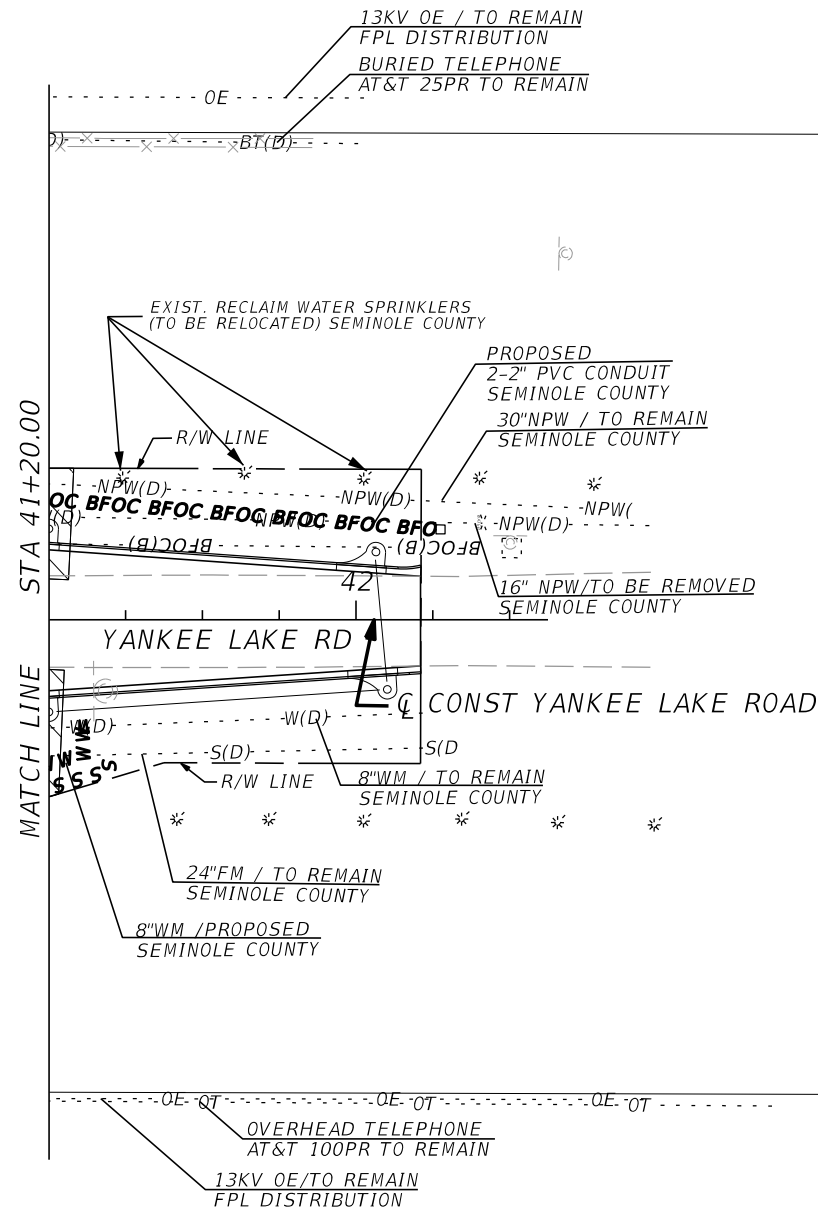 13KV OE / TO REMAIN
FPL DISTRIBUTION
BURIED TELEPHONE
AT&T 25PR TO REMAIN
OE
D)
BT(D)
EXIST. RECLAIM WATER SPRINKLERS
(TO BE RELOCATED) SEMINOLE COUNTY
PROPOSED
2-2" PVC CONDUIT
SEMINOLE COUNTY
30"NPW / TO REMAIN
SEMINOLE COUNTY
R/W LINE
NPW(D)
NPW(D)
NPW(
OC BFOC BFOC BFOC BFOC BFOC BFO
(D)
NPW(D)
NPW(D)
BFOC(B)
BFOC(B)
16" NPW/TO BE REMOVED
SEMINOLE COUNTY
42
STA 41+20.00
MATCH LINE
YANKEE LAKE RD
℄ CONST YANKEE LAKE ROAD
W(D)
W(D)
S(D)
S(D
S S S S
R/W LINE
8"WM / TO REMAIN
SEMINOLE COUNTY
24"FM / TO REMAIN
SEMINOLE COUNTY
8"WM /PROPOSED
SEMINOLE COUNTY
OE OT OE OT OE OT
OVERHEAD TELEPHONE
AT&T 100PR TO REMAIN
13KV OE/TO REMAIN
FPL DISTRIBUTION